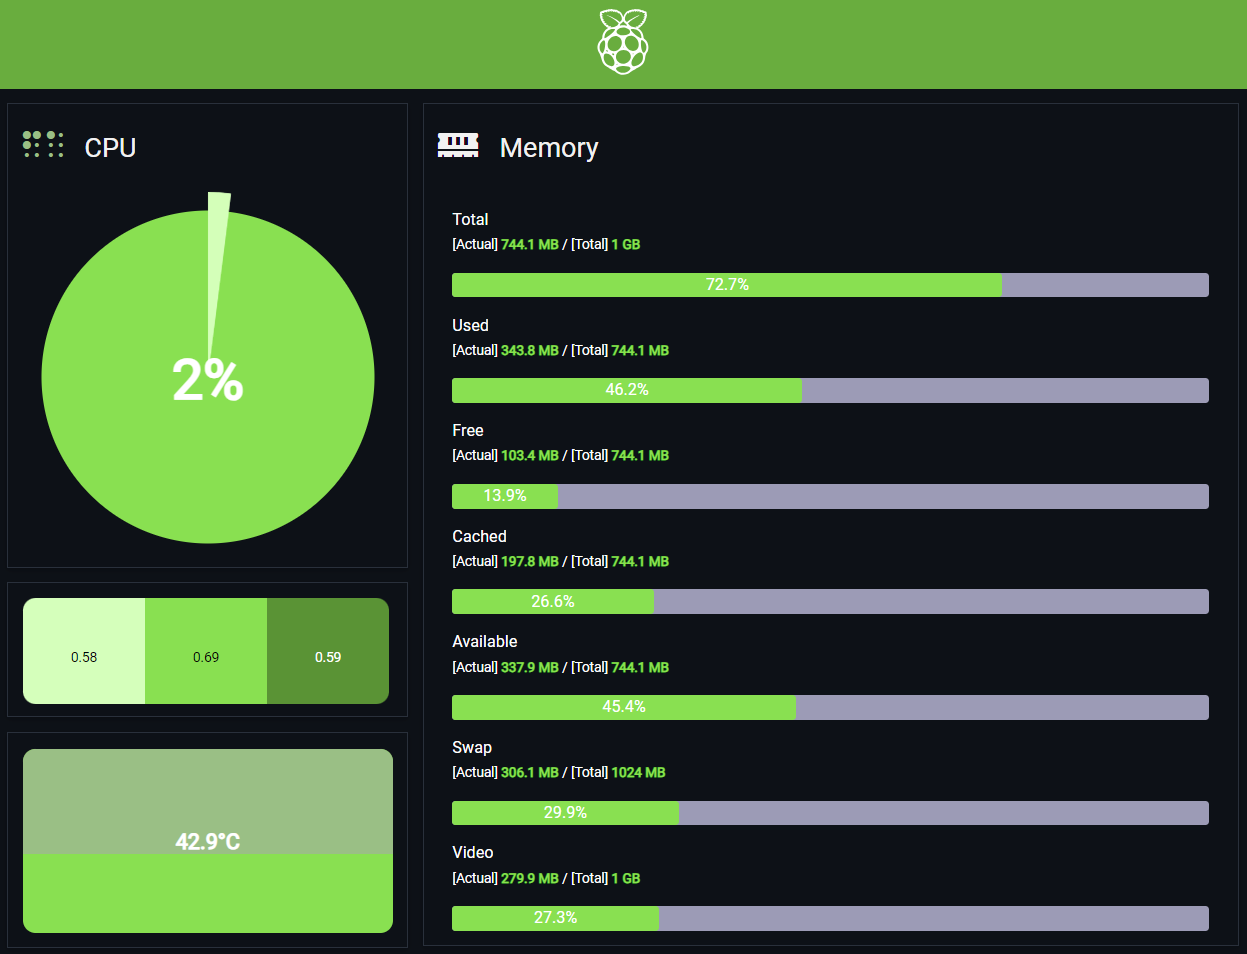 CPU
2%
0.58
0.69
0.59
42.9°C
Memory
Total
[Actual] 744.1 MB / [Total] 1 GB
72.7%
Used
[Actual] 343.8 MB / [Total] 744.1 MB
46.2%
Free
[Actual] 103.4 MB / [Total] 744.1 MB
13.9%
Cached
[Actual] 197.8 MB / [Total] 744.1 MB
26.6%
Available
[Actual] 337.9 MB / [Total] 744.1 MB
45.4%
Swap
[Actual] 306.1 MB / [Total] 1024 MB
29.9%
Video
[Actual] 279.9 MB / [Total] 1 GB
27.3%